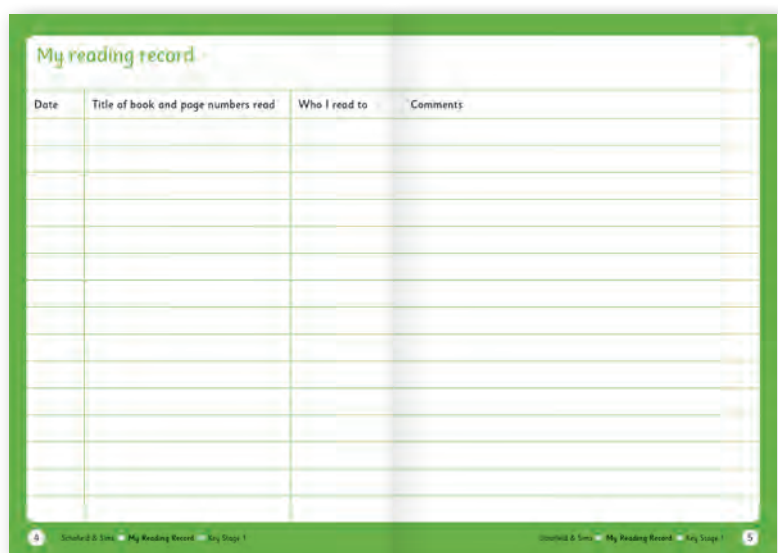 My reading record
Date Title of book and page numbers read Who I read to Comments
4 Schofield & Sims My Reading Record Key Stage 1
Schofield & Sims My Reading Record Key Stage 1 5